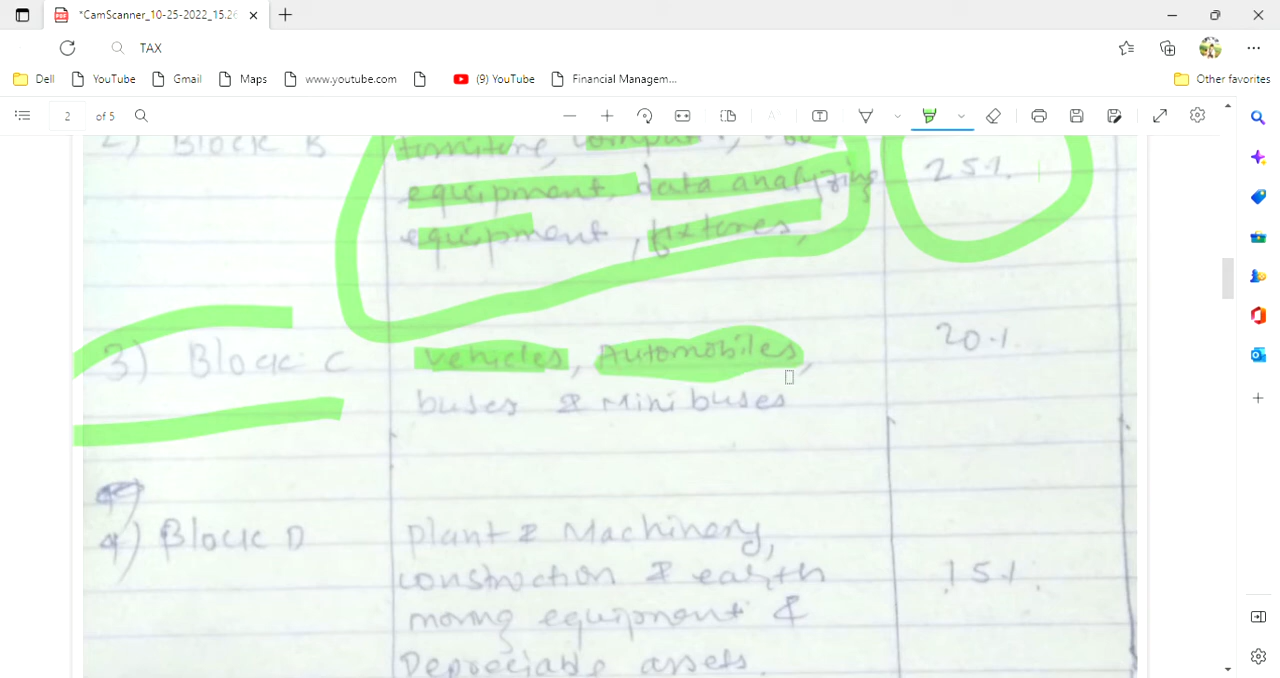 *CamScanner_10-25-2022_15.26
TAX
Dell YouTube Gmail Maps www.youtube.com (9) YouTube Financial Managem... Other favorites
2 of 5
2) Block B furniture,
equipment, data analyzing 25%.
equipment, fixtures,
3) Block C vehicles, Automobiles, 20%.
buses & Mini buses
4) Block D Plant & Machinery,
construction & earth 15%.
moving equipment &
Depreciable assets.